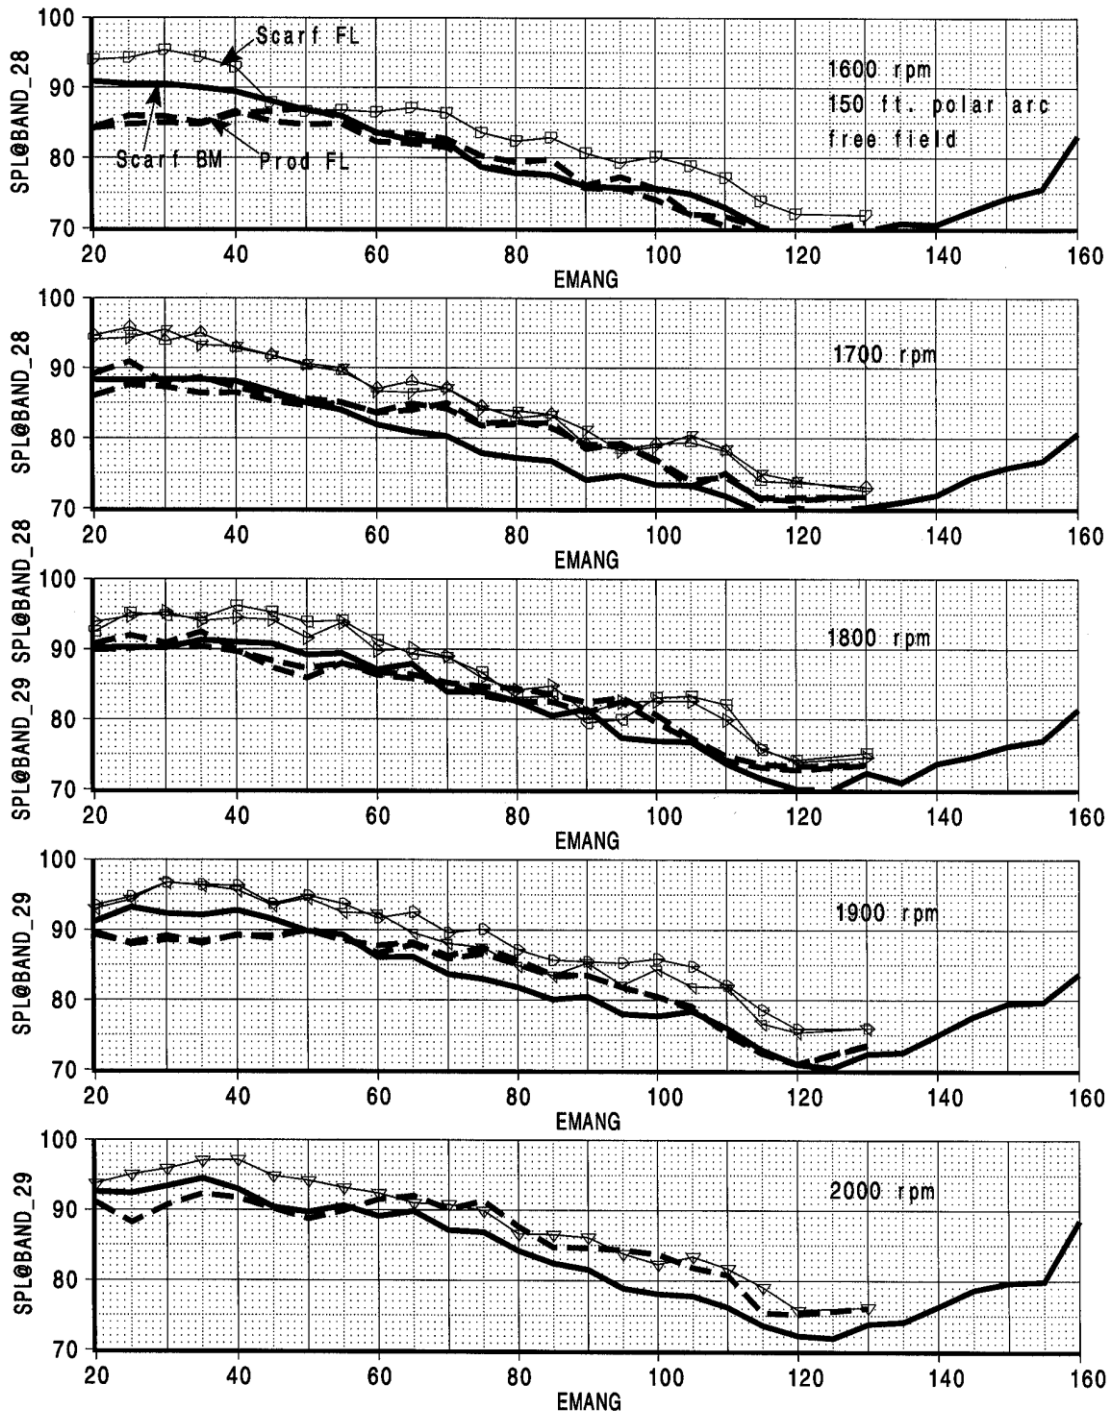 SPL@BAND_28
100
90
80
70
Scarf FL
Scarf BM
Prod FL
1600 rpm
150 ft. polar arc
free field
20 40 60 80 100 120 140 160
EMANG
SPL@BAND_28
100
90
80
70
1700 rpm
20 40 60 80 100 120 140 160
EMANG
SPL@BAND_29 SPL@BAND_28
100
90
80
70
1800 rpm
20 40 60 80 100 120 140 160
EMANG
SPL@BAND_29
100
90
80
70
1900 rpm
20 40 60 80 100 120 140 160
EMANG
SPL@BAND_29
100
90
80
70
2000 rpm
20 40 60 80 100 120 140 160
EMANG